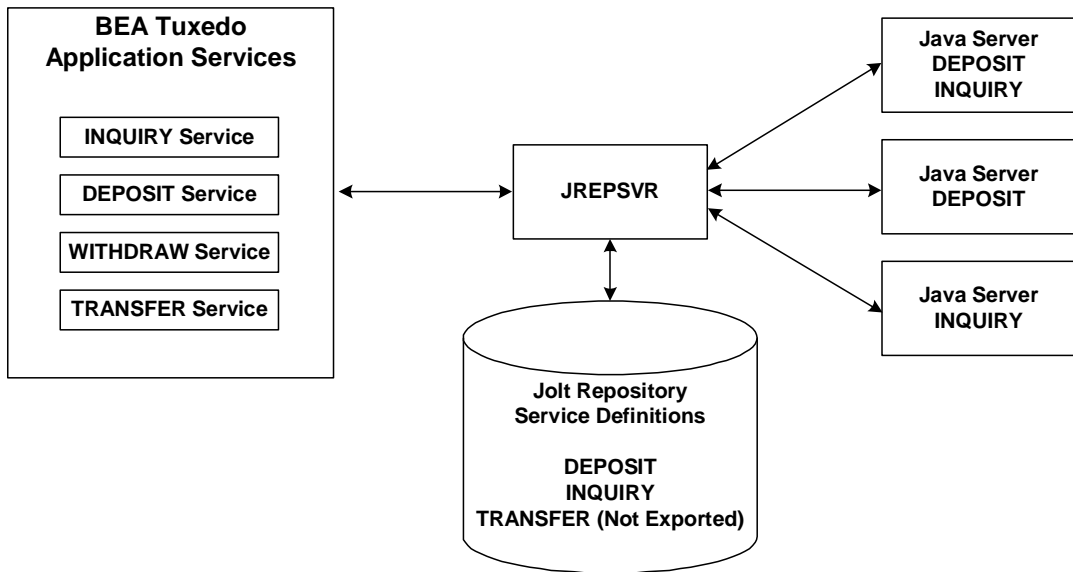 BEA Tuxedo
Application Services
INQUIRY Service
DEPOSIT Service
WITHDRAW Service
TRANSFER Service
JREPSVR
Jolt Repository
Service Definitions
DEPOSIT
INQUIRY
TRANSFER (Not Exported)
Java Server
DEPOSIT
INQUIRY
Java Server
DEPOSIT
Java Server
INQUIRY